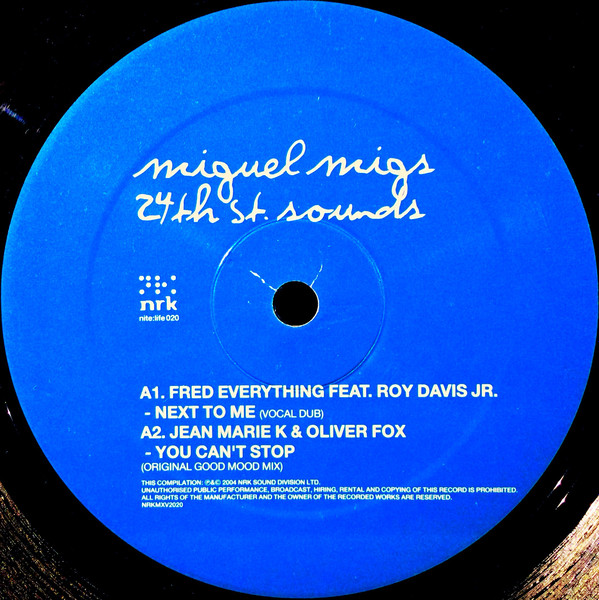 miguel migs
24th st. sounds
nrk
nite:life 020
A1. FRED EVERYTHING FEAT. ROY DAVIS JR.
- NEXT TO ME (VOCAL DUB)
A2. JEAN MARIE K & OLIVER FOX
- YOU CAN'T STOP
(ORIGINAL GOOD MOOD MIX)
THIS COMPILATION: ℗&© 2004 NRK SOUND DIVISION LTD.
UNAUTHORISED PUBLIC PERFORMANCE, BROADCAST, HIRING, RENTAL AND COPYING OF THIS RECORD IS PROHIBITED.
ALL RIGHTS OF THE MANUFACTURER AND THE OWNER OF THE RECORDED WORKS ARE RESERVED.
NRKMXV2020